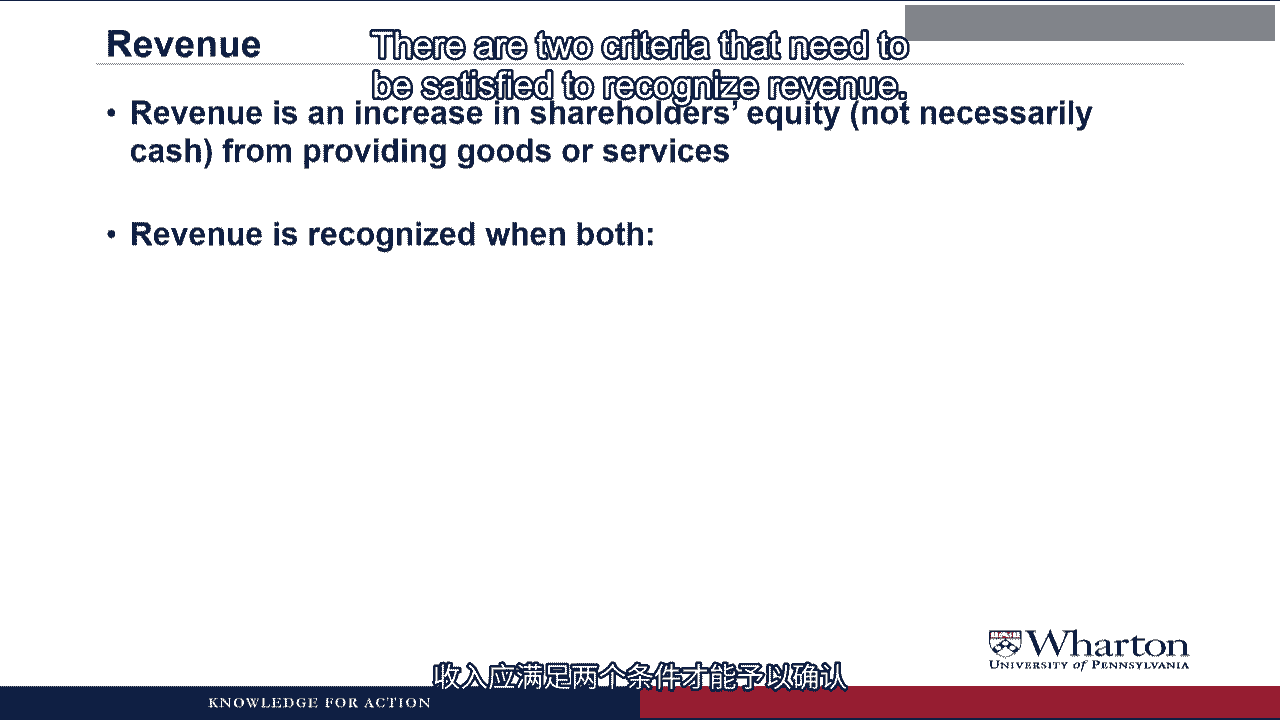 Revenue
There are two criteria that need to
be satisfied to recognize revenue.
• Revenue is an increase in shareholders’ equity (not necessarily
cash) from providing goods or services
• Revenue is recognized when both:
Wharton
UNIVERSITY of PENNSYLVANIA
收入应满足两个条件才能予以确认
KNOWLEDGE FOR ACTION